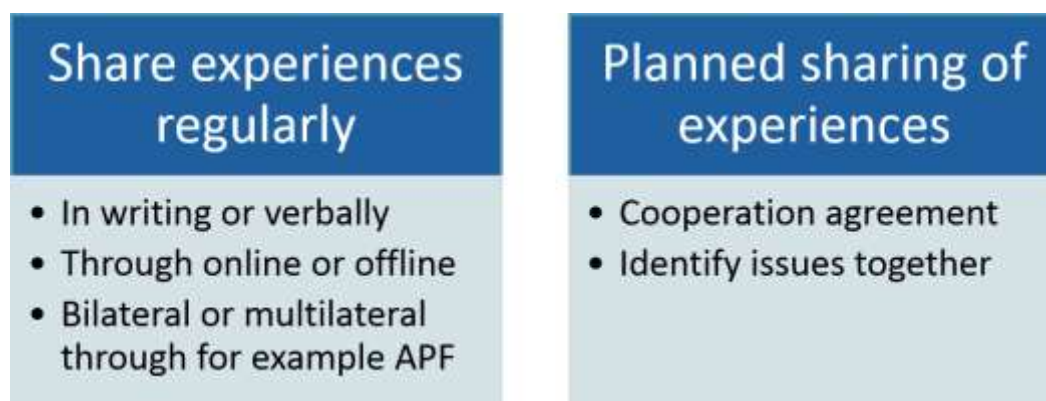 Share experiences
regularly
• In writing or verbally
• Through online or offline
• Bilateral or multilateral
through for example APF
Planned sharing of
experiences
• Cooperation agreement
• Identify issues together